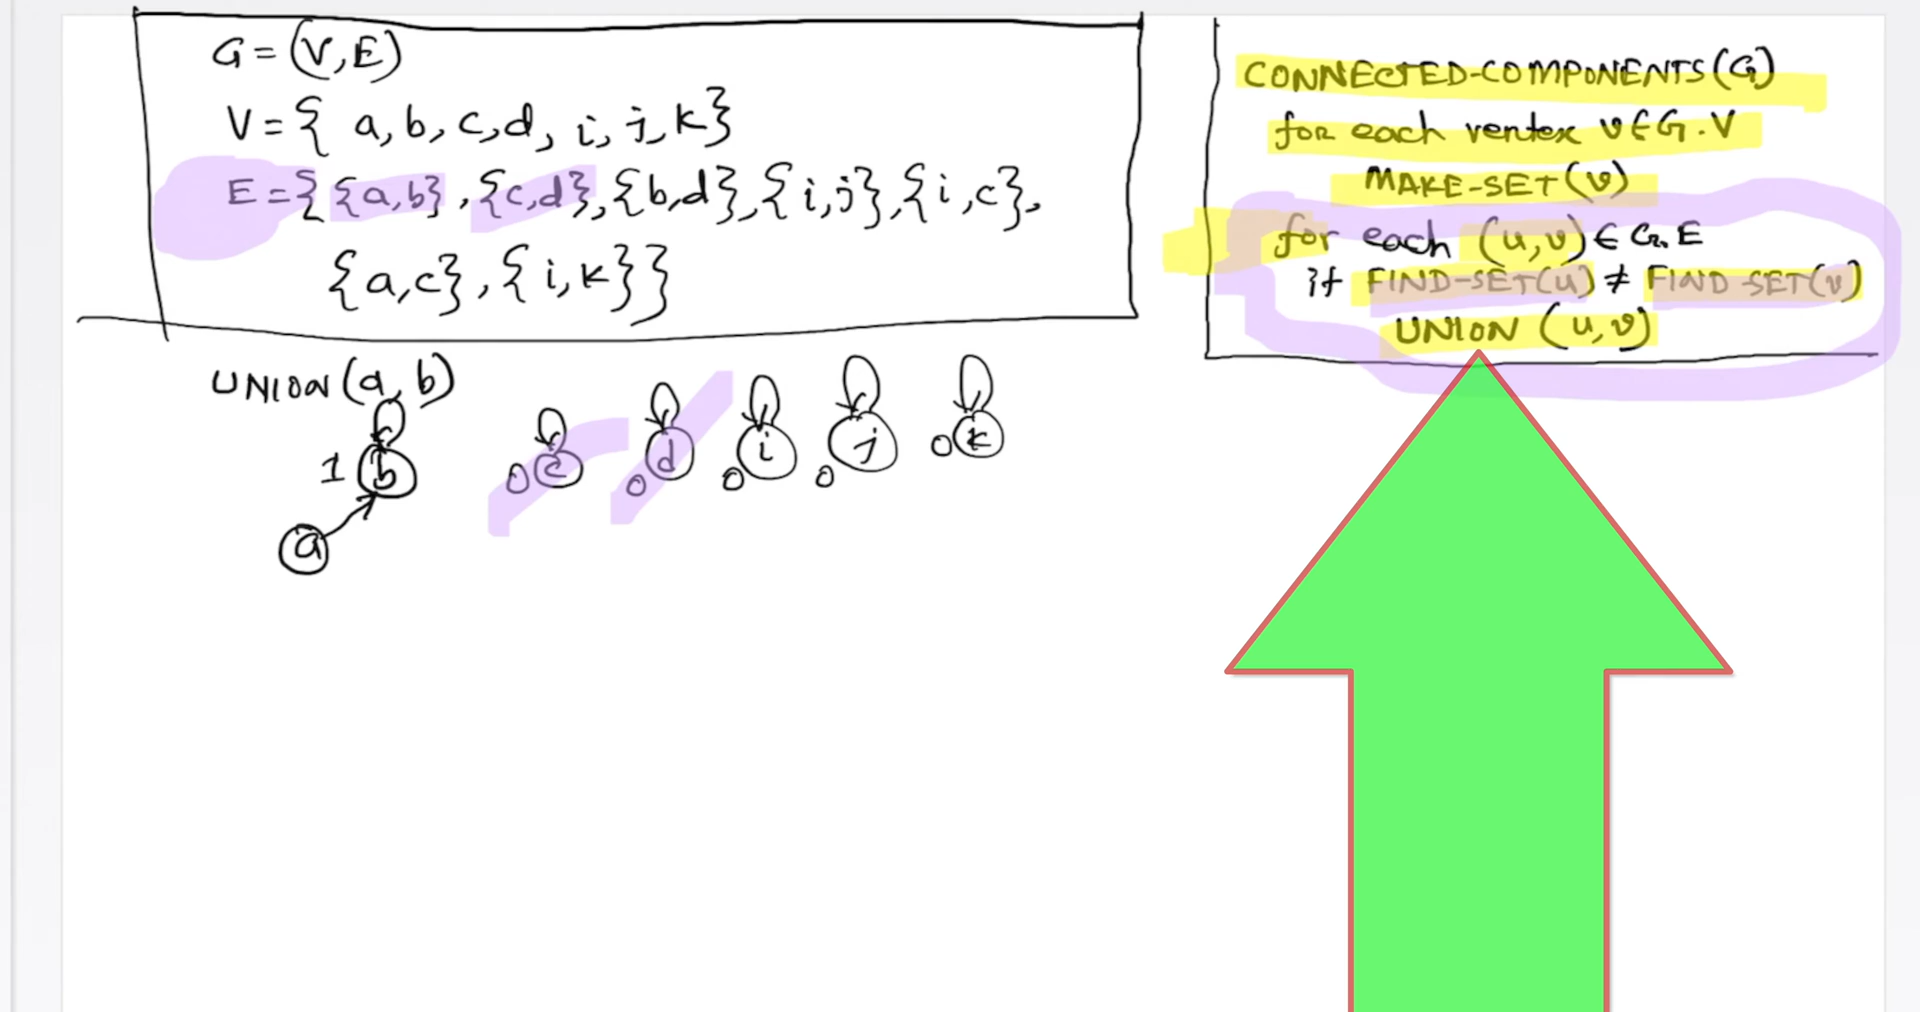 G = (V,E)
V = { a, b, c, d, i, j, k}
E = { {a,b}, {c,d}, {b,d}, {i,j}, {i,c},
{a,c}, {i,k}}
CONNECTED-COMPONENTS(G)
for each vertex v∈G.V
MAKE-SET(v)
for each (u,v) ∈ G.E
if FIND-SET(u) ≠ FIND-SET(v)
UNION (u,v)
UNION(a,b)
1 b 0 c 0 d 0 i 0 j 0 k
a